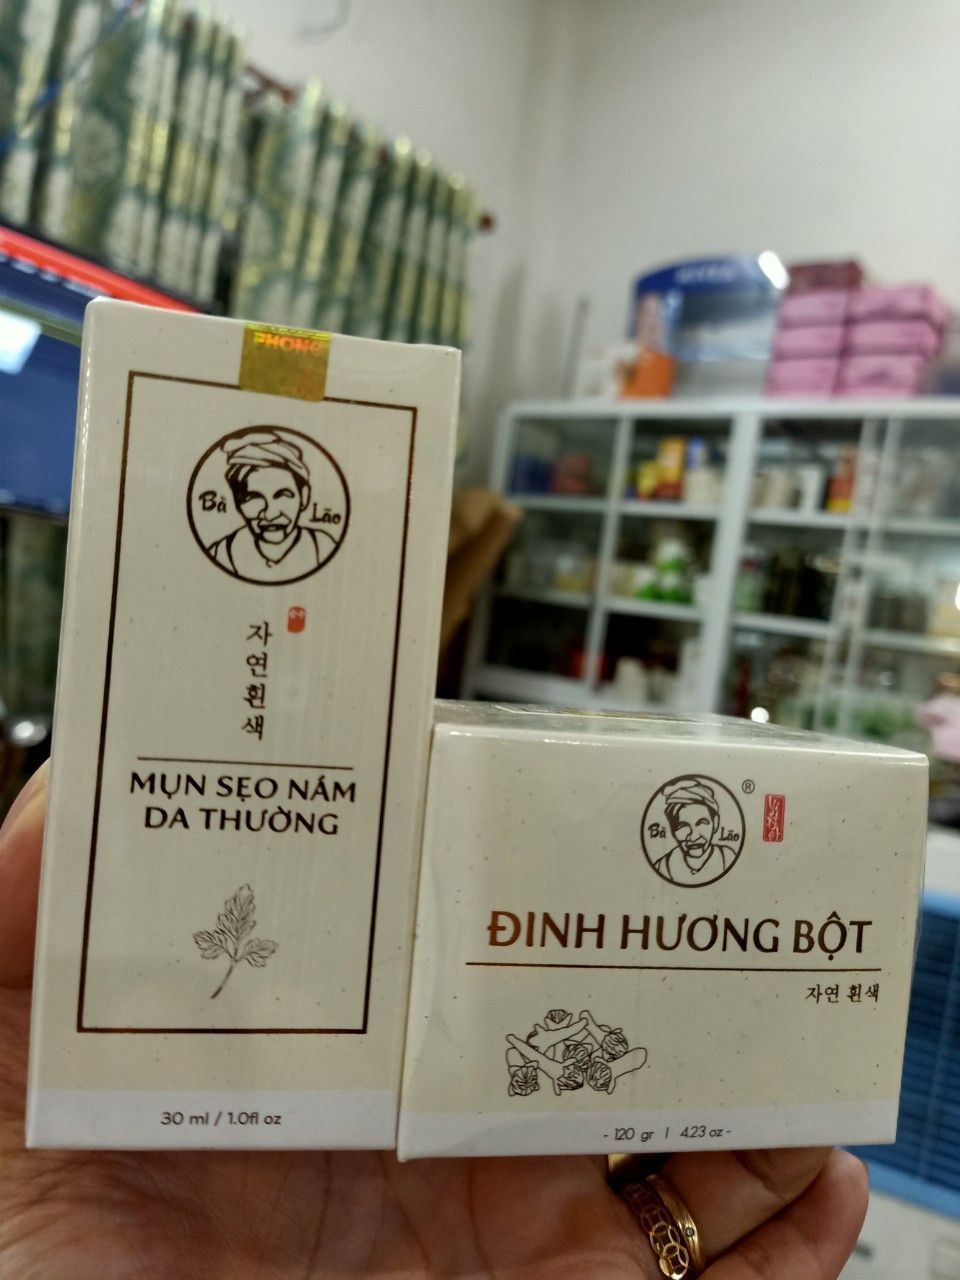 PHONG
Bà Lão
자연흰색
MỤN SẸO NÁM
DA THƯỜNG
30 ml / 1.0fl oz
Bà Lão ®
ĐINH HƯƠNG BỘT
자연 흰색
- 120 gr | 4.23 oz -